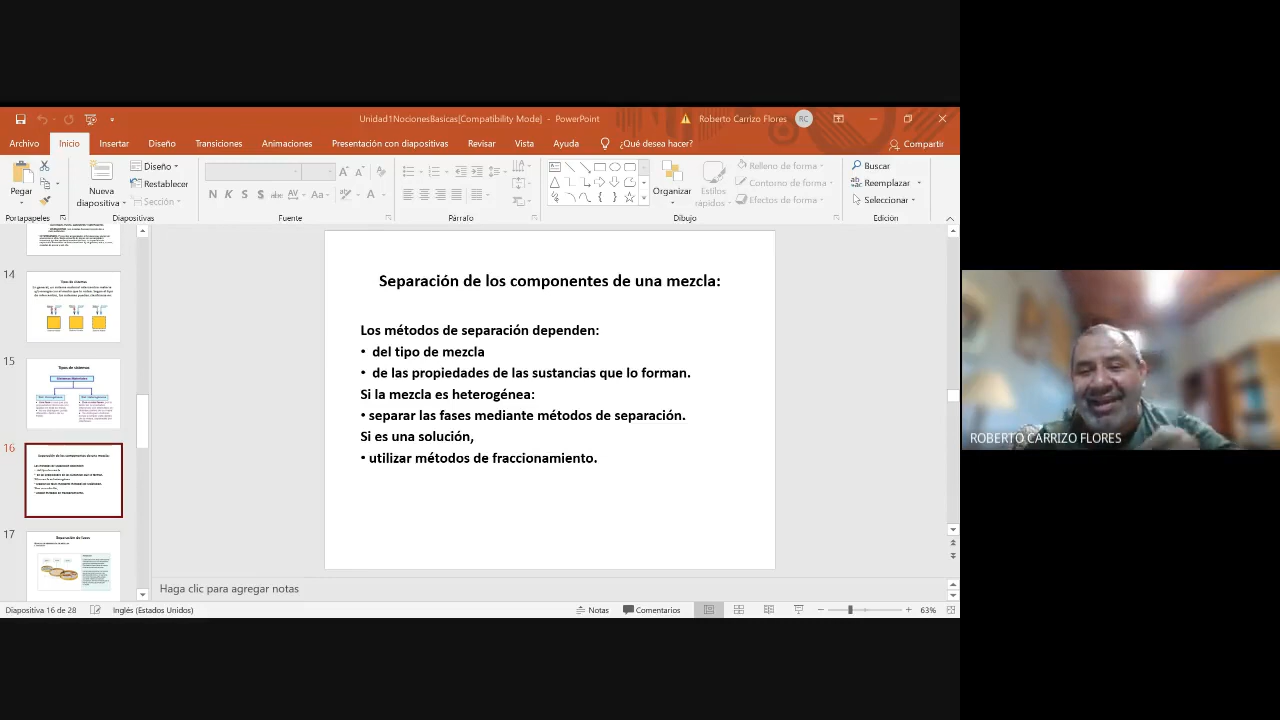 Unidad1NocionesBasicas[Compatibility Mode] - PowerPoint
Roberto Carrizo Flores
RC
Archivo
Inicio
Insertar
Diseño
Transiciones
Animaciones
Presentación con diapositivas
Revisar
Vista
Ayuda
¿Qué desea hacer?
Compartir
Pegar
Nueva diapositiva
Diseño
Restablecer
Sección
Organizar
Estilos rápidos
Relleno de forma
Contorno de forma
Efectos de forma
Buscar
Reemplazar
Seleccionar
Portapapeles
Diapositivas
Fuente
Párrafo
Dibujo
Edición
14
15
Tipos de sistemas
16
17
Separación de los componentes de una mezcla:
Los métodos de separación dependen:
• del tipo de mezcla
• de las propiedades de las sustancias que lo forman.
Si la mezcla es heterogénea:
• separar las fases mediante métodos de separación.
Si es una solución,
• utilizar métodos de fraccionamiento.
Haga clic para agregar notas
Diapositiva 16 de 28
Inglés (Estados Unidos)
Notas
Comentarios
63%
ROBERTO CARRIZO FLORES